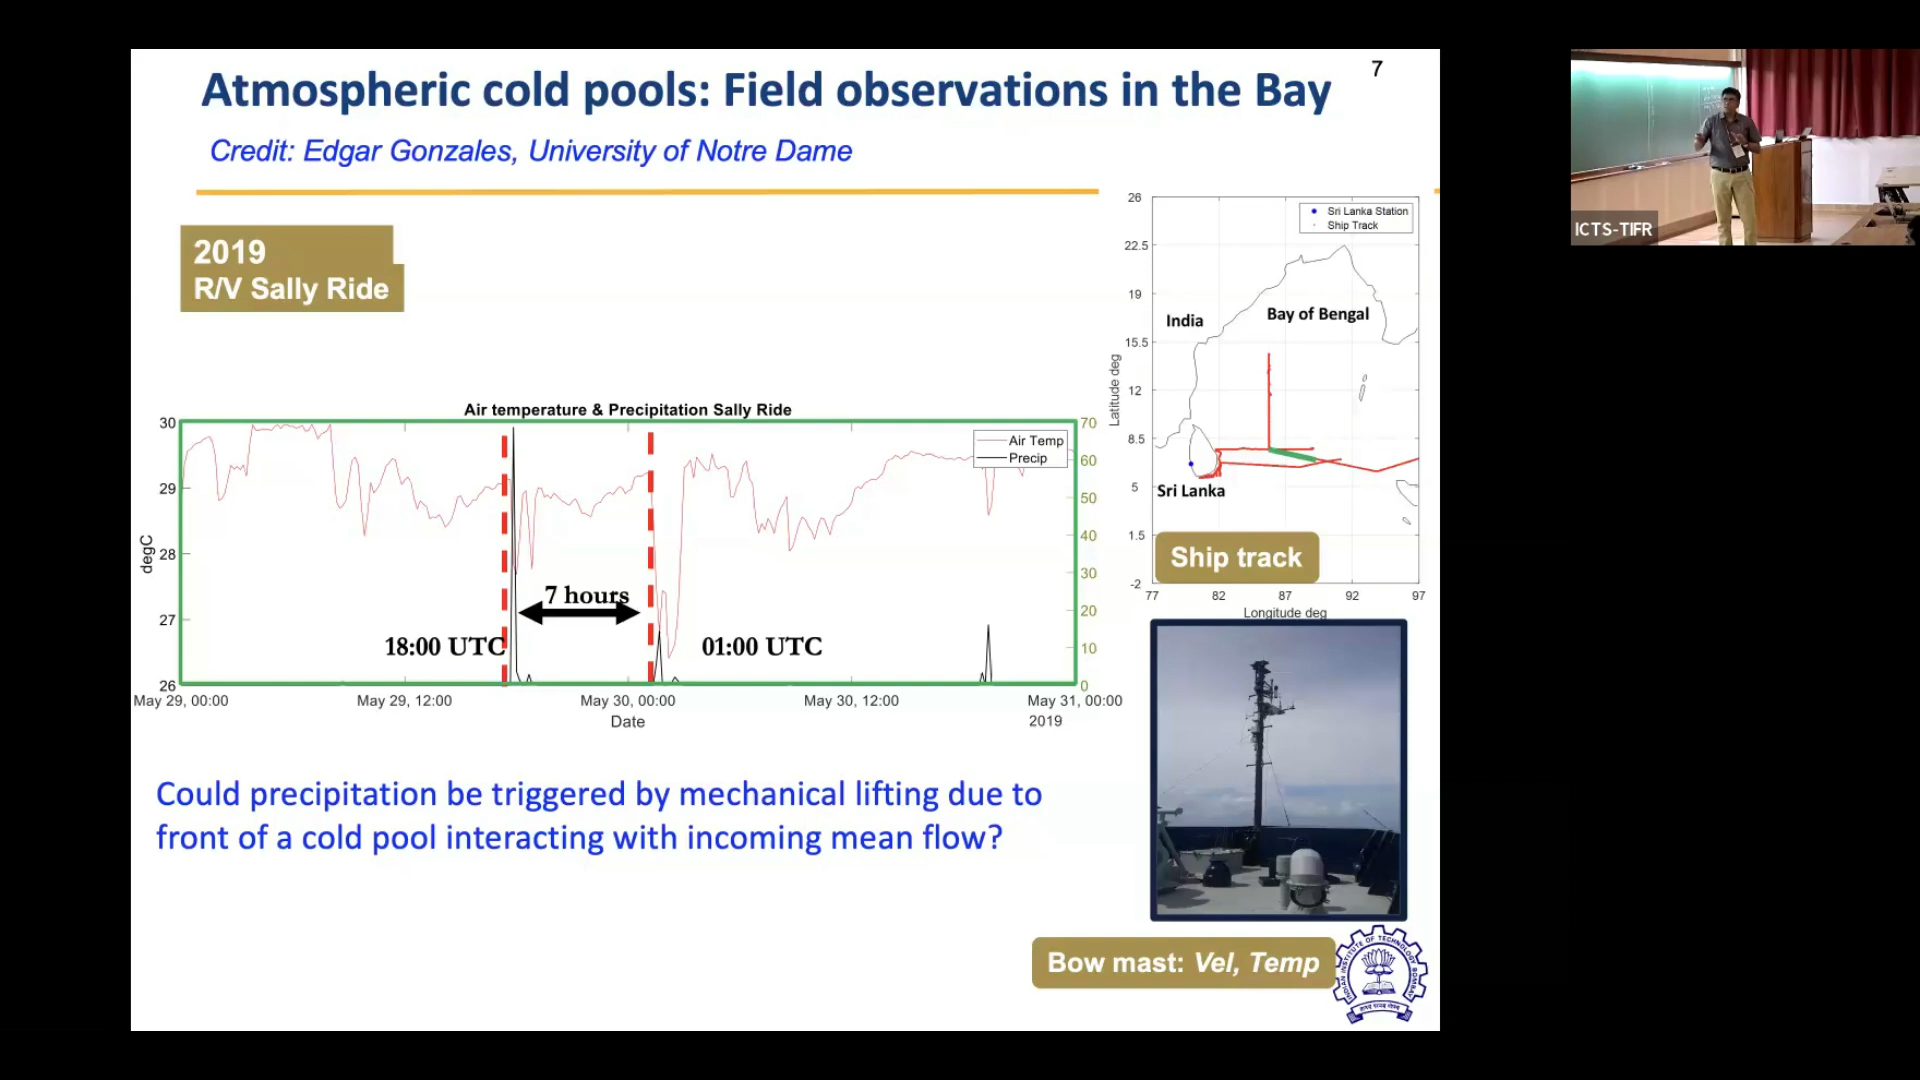 Atmospheric cold pools: Field observations in the Bay
7
Credit: Edgar Gonzales, University of Notre Dame
2019
R/V Sally Ride
Air temperature & Precipitation Sally Ride
30
29
28
27
26
degC
70
60
50
40
30
20
10
0
Air Temp
Precip
7 hours
18:00 UTC
01:00 UTC
May 29, 00:00
May 29, 12:00
May 30, 00:00
May 30, 12:00
May 31, 00:00
Date
2019
26
22.5
19
15.5
12
8.5
5
1.5
-2
Latitude deg
Sri Lanka Station
Ship Track
India
Bay of Bengal
Sri Lanka
Ship track
77
82
87
92
97
Longitude deg
Could precipitation be triggered by mechanical lifting due to
front of a cold pool interacting with incoming mean flow?
Bow mast: Vel, Temp
INDIAN INSTITUTE OF TECHNOLOGY BOMBAY
ICTS-TIFR